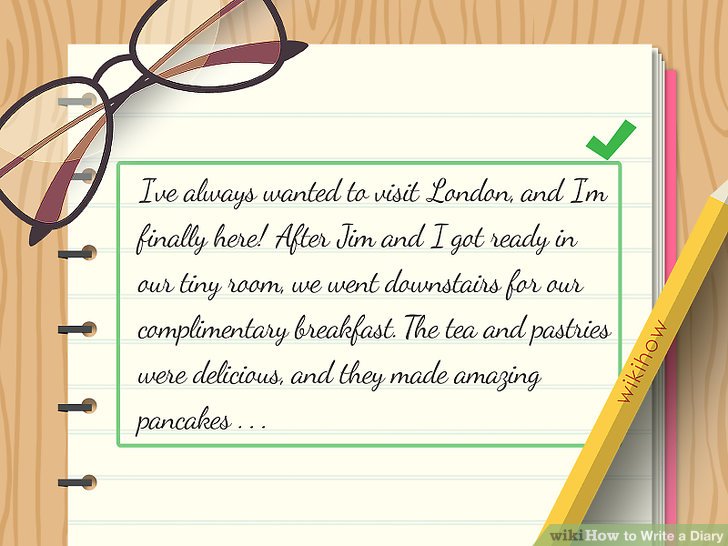 Ive always wanted to visit London, and Im
finally here! After Jim and I got ready in
our tiny room, we went downstairs for our
complimentary breakfast. The tea and pastries
were delicious, and they made amazing
pancakes . . .
wikihow
wikiHow to Write a Diary